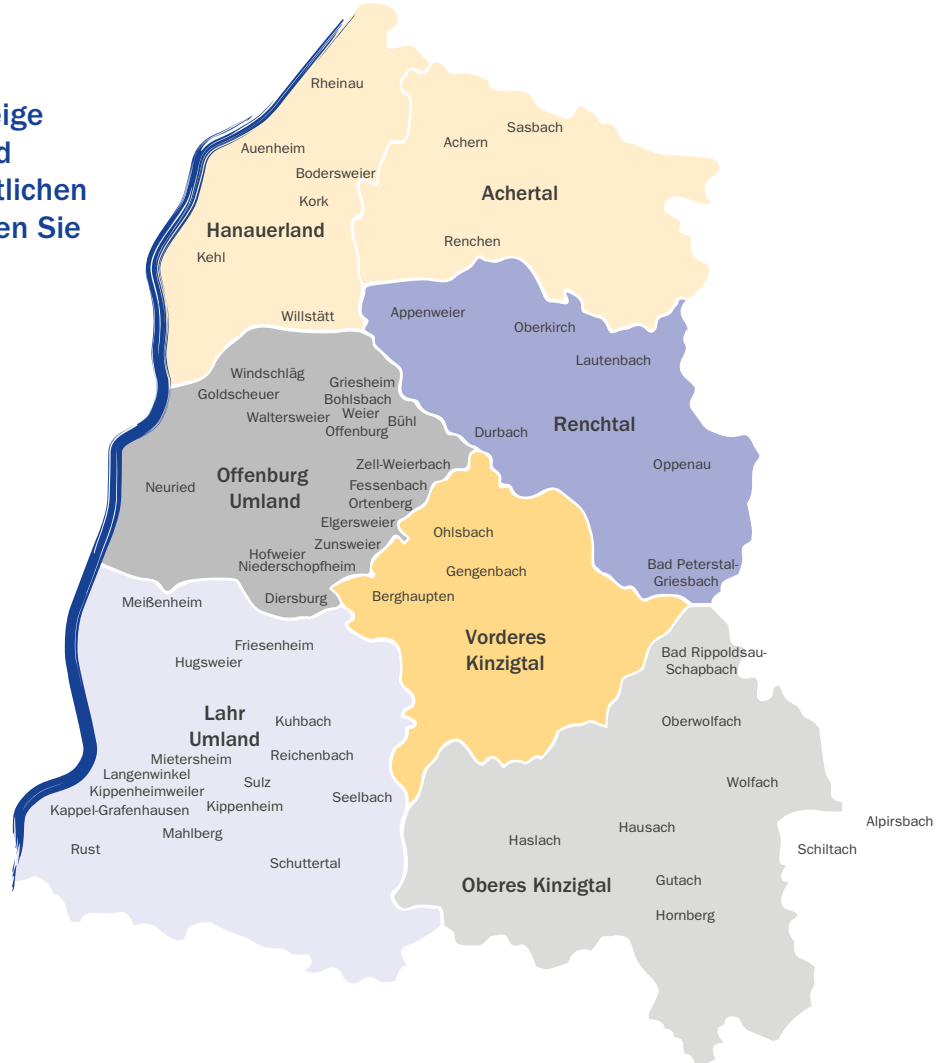 eige
d
tlichen
en Sie
Rheinau
Auenheim
Bodersweier
Kork
Hanauerland
Kehl
Willstätt
Sasbach
Achern
Achertal
Renchen
Appenweier
Oberkirch
Lautenbach
Durbach
Renchtal
Oppenau
Bad Peterstal-
Griesbach
Windschläg
Goldscheuer
Griesheim
Bohlsbach
Waltersweier
Weier
Bühl
Offenburg
Zell-Weierbach
Offenburg
Umland
Neuried
Fessenbach
Ortenberg
Elgersweier
Zunsweier
Hofweier
Niederschopfheim
Diersburg
Ohlsbach
Gengenbach
Berghaupten
Vorderes
Kinzigtal
Meißenheim
Friesenheim
Hugsweier
Lahr
Umland
Kuhbach
Mietersheim
Reichenbach
Langenwinkel
Kippenheimweiler
Sulz
Seelbach
Kappel-Grafenhausen
Kippenheim
Mahlberg
Rust
Schuttertal
Bad Rippoldsau-
Schapbach
Oberwolfach
Wolfach
Alpirsbach
Schiltach
Hausach
Haslach
Oberes Kinzigtal
Gutach
Hornberg